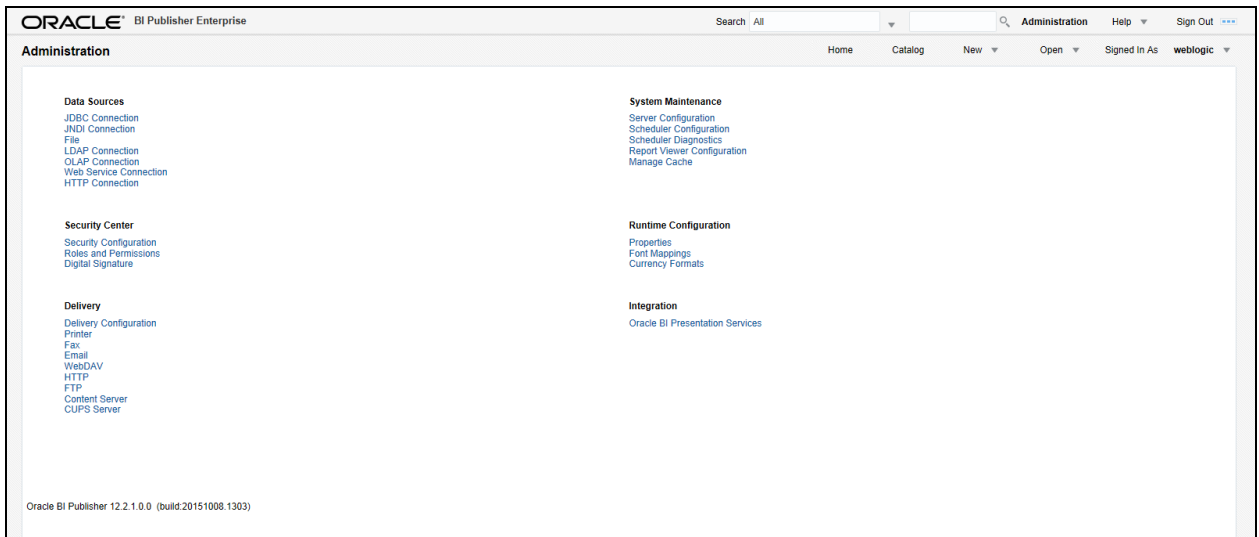 ORACLE BI Publisher Enterprise Search All Administration Help Sign Out
Administration Home Catalog New Open Signed In As weblogic
Data Sources
JDBC Connection
JNDI Connection
File
LDAP Connection
OLAP Connection
Web Service Connection
HTTP Connection
System Maintenance
Server Configuration
Scheduler Configuration
Scheduler Diagnostics
Report Viewer Configuration
Manage Cache
Security Center
Security Configuration
Roles and Permissions
Digital Signature
Runtime Configuration
Properties
Font Mappings
Currency Formats
Delivery
Delivery Configuration
Printer
Fax
Email
WebDAV
HTTP
FTP
Content Server
CUPS Server
Integration
Oracle BI Presentation Services
Oracle BI Publisher 12.2.1.0.0 (build:20151008.1303)